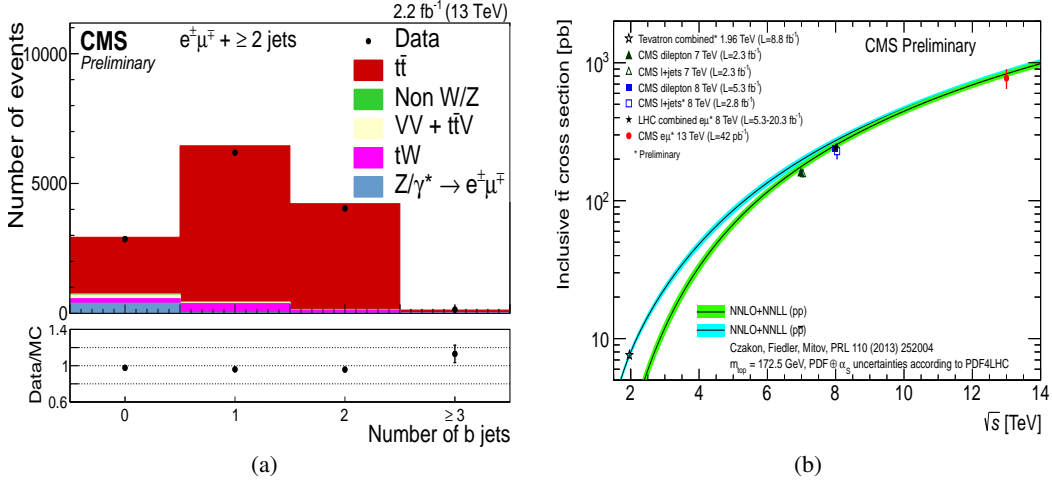 2.2 fb⁻¹ (13 TeV)
CMS
Preliminary
e±μ∓ + ≥ 2 jets
Data
tt̄
Non W/Z
VV + tt̄V
tW
Z/γ* → e±μ∓
Number of events
10000
5000
0
Data/MC
1.4
1
0.6
0 1 2 ≥ 3
Number of b jets
(a)
CMS Preliminary
Tevatron combined* 1.96 TeV (L=8.8 fb⁻¹)
CMS dilepton 7 TeV (L=2.3 fb⁻¹)
CMS l+jets 7 TeV (L=2.3 fb⁻¹)
CMS dilepton 8 TeV (L=5.3 fb⁻¹)
CMS l+jets* 8 TeV (L=2.8 fb⁻¹)
LHC combined eμ* 8 TeV (L=5.3-20.3 fb⁻¹)
CMS eμ* 13 TeV (L=42 pb⁻¹)
* Preliminary
Inclusive tt̄ cross section [pb]
10³
10²
10
NNLO+NNLL (pp)
NNLO+NNLL (pp̄)
Czakon, Fiedler, Mitov, PRL 110 (2013) 252004
m_top = 172.5 GeV, PDF⊕α_S uncertainties according to PDF4LHC
2 4 6 8 10 12 14
√s [TeV]
(b)